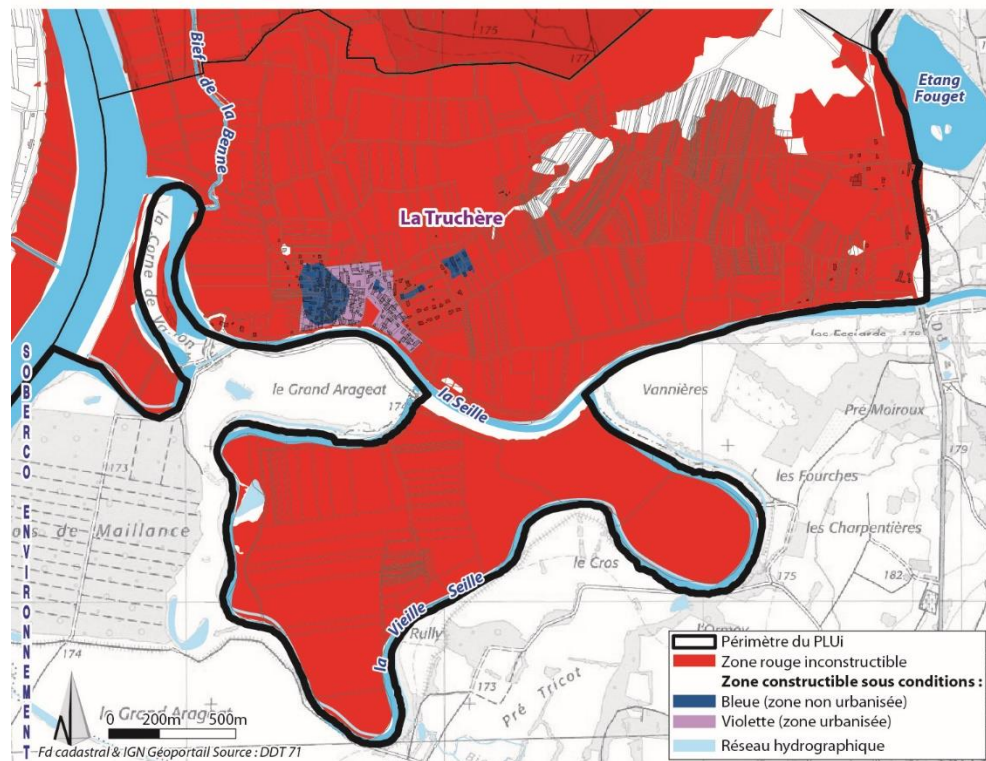 175
177
Bief de la Benne
Etang
Fouget
La Truchère
la Corne de Vacon
le Grand Arageat
174
la Seille
Vannières
Pré Moiroux
179
173
les Fourches
les Charpentières
de Maillance
le Cros
175
182
la Vieille Seille
Rully
l'Ormoy
174
173
Pré Tricot
le Grand Arageat
SOBERCO ENVIRONNEMENT
N
0 200m 500m
Fd cadastral & IGN Géoportail Source : DDT 71
Périmètre du PLUi
Zone rouge inconstructible
Zone constructible sous conditions :
Bleue (zone non urbanisée)
Violette (zone urbanisée)
Réseau hydrographique